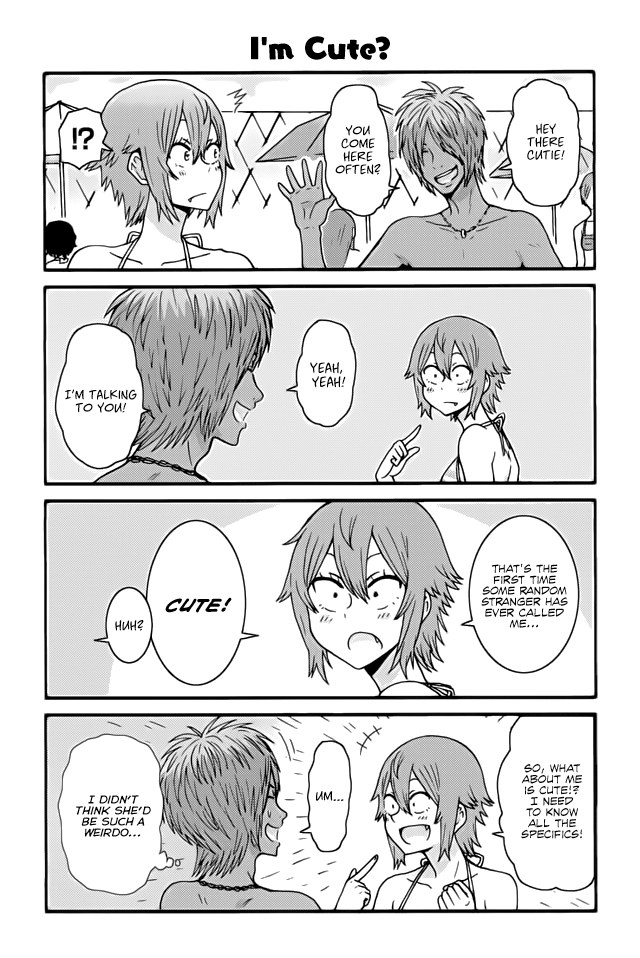 I'm Cute?
HEY
THERE
CUTIE!
YOU
COME
HERE
OFTEN?
!?
YEAH,
YEAH!
I'M TALKING
TO YOU!
THAT'S THE
FIRST TIME
SOME RANDOM
STRANGER HAS
EVER CALLED
ME...
CUTE!
HUH?
SO, WHAT
ABOUT ME
IS CUTE!?
I NEED
TO KNOW
ALL THE
SPECIFICS!
UM...
I DIDN'T
THINK SHE'D
BE SUCH A
WEIRDO...